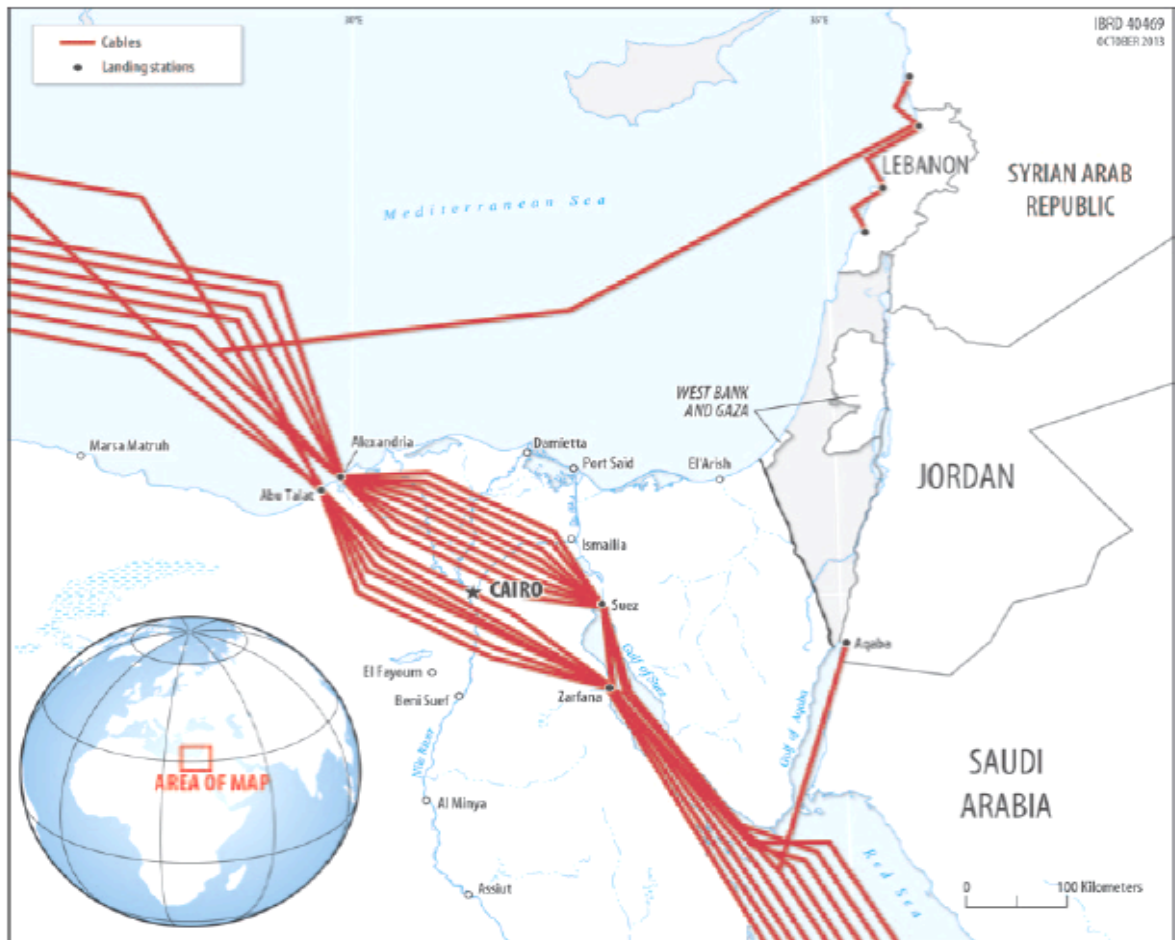 30°E
35°E
IBRD 40469
OCTOBER 2013
Cables
Landing stations
LEBANON
SYRIAN ARAB
REPUBLIC
Mediterranean Sea
WEST BANK
AND GAZA
Marsa Matruh
Alexandria
Damietta
Port Said
El'Arish
JORDAN
Abu Talat
Ismailia
CAIRO
Suez
Aqaba
El Fayoum
Beni Suef
Zarfana
Gulf of Suez
Gulf of Aqaba
Nile River
AREA OF MAP
Al Minya
SAUDI
ARABIA
Red Sea
0
100 Kilometers
Assiut